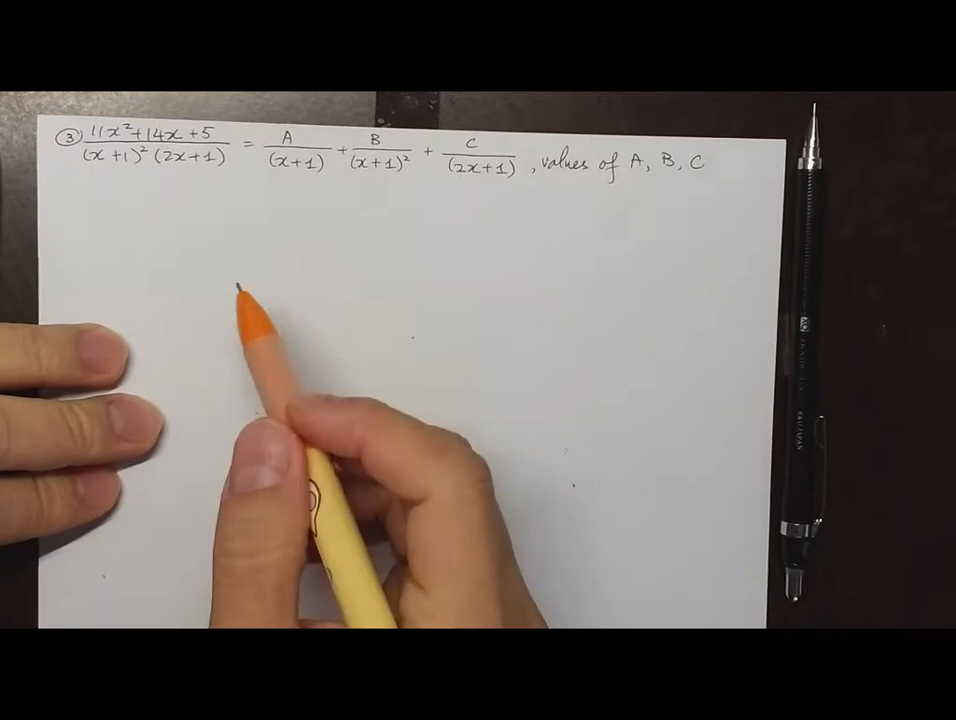 ③ (11x²+14x+5)/((x+1)²(2x+1)) = A/(x+1) + B/(x+1)² + C/(2x+1) , values of A, B, C